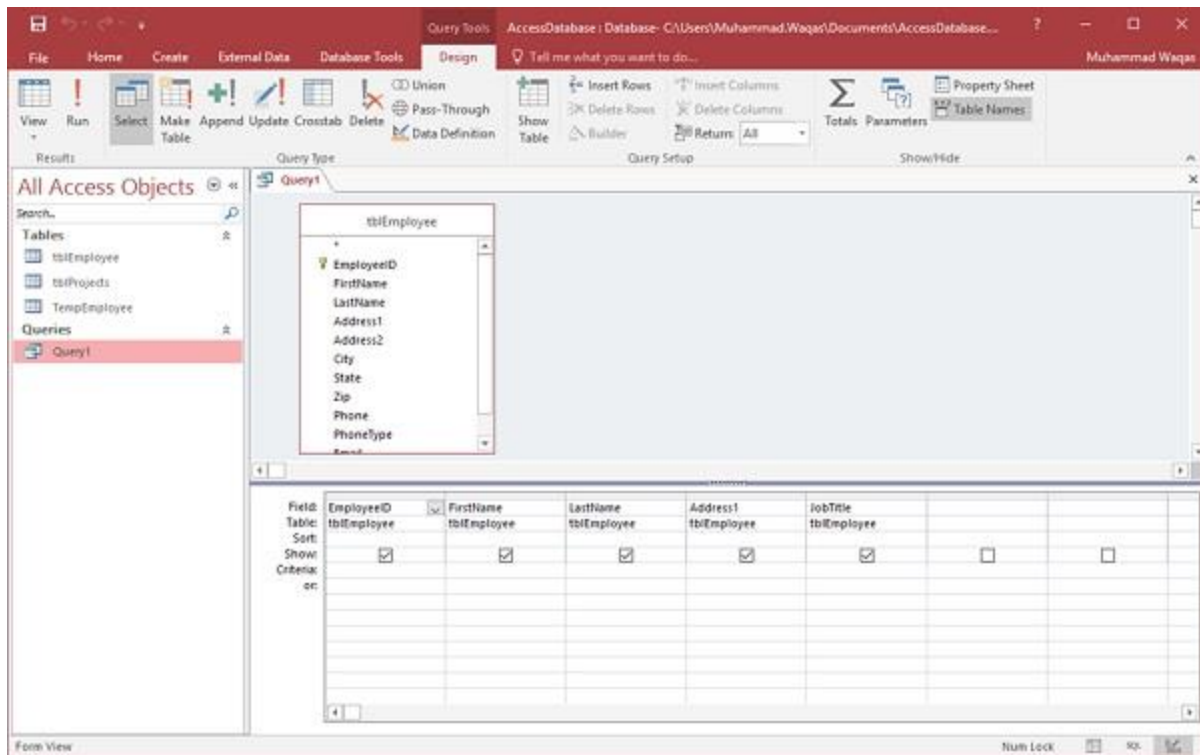 Query Tools AccessDatabase : Database- C:\Users\Muhammad.Waqas\Documents\AccessDatabase... ?
File Home Create External Data Database Tools Design Tell me what you want to do... Muhammad Waqas
View Run Select Make Table Append Update Crosstab Delete
Union
Pass-Through
Data Definition
Show Table
Insert Rows
Delete Rows
Builder
Insert Columns
Delete Columns
Return: All
Totals Parameters
Property Sheet
Table Names
Results Query Type Query Setup Show/Hide
All Access Objects
Search..
Tables
tblEmployee
tblProjects
TempEmployee
Queries
Query1
Query1
tblEmployee
*
EmployeeID
FirstName
LastName
Address1
Address2
City
State
Zip
Phone
PhoneType
Email
Field: EmployeeID FirstName LastName Address1 JobTitle
Table: tblEmployee tblEmployee tblEmployee tblEmployee tblEmployee
Sort:
Show:
Criteria:
or:
Form View Num Lock SQL